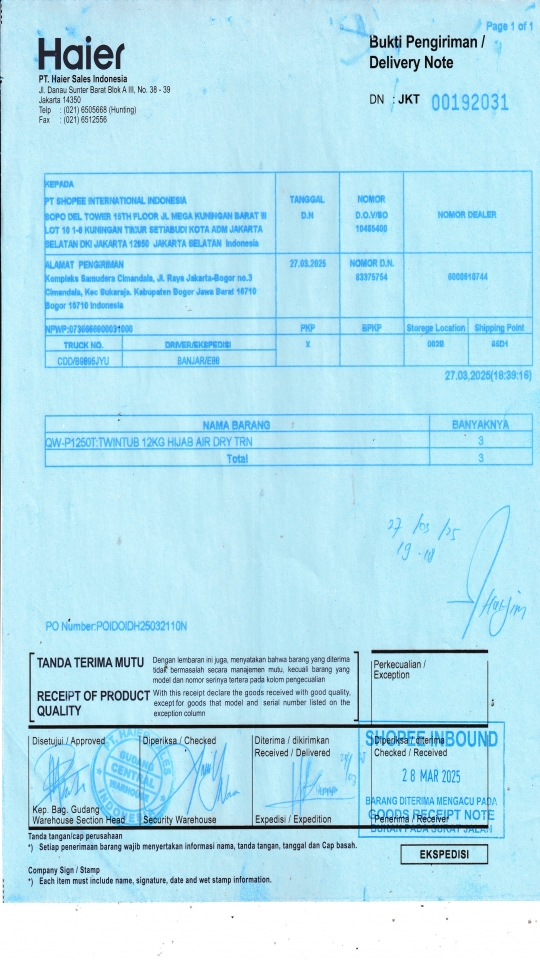 Page 1 of 1
Haier
Bukti Pengiriman /
Delivery Note
PT. Haier Sales Indonesia
Jl. Danau Sunter Barat Blok A III, No. 38 - 39
Jakarta 14350
Telp : (021) 6505668 (Hunting)
Fax : (021) 6512556
DN : JKT 00192031
KEPADA
PT SHOPEE INTERNATIONAL INDONESIA
SOPO DEL TOWER 15TH FLOOR JL MEGA KUNINGAN BARAT III
LOT 10 1-6 KUNINGAN TIMUR SETIABUDI KOTA ADM JAKARTA
SELATAN DKI JAKARTA 12950 JAKARTA SELATAN Indonesia
TANGGAL
D.N
NOMOR
D.O.V/SO
10485400
NOMOR DEALER
ALAMAT PENGIRIMAN
Kompleks Samudera Cimandala, Jl. Raya Jakarta-Bogor no.3
Cimandala, Kec Sukaraja. Kabupaten Bogor Jawa Barat 16710
Bogor 16710 Indonesia
27.03.2025
NOMOR D.N.
83375754
6000610744
PKP BPKP Storege Location Shipping Point
TRUCK NO. DRIVER/EKSPEDISI X
BANJAR/E86
27.03.2025(18:39:16)
NAMA BARANG BANYAKNYA
QW-P1250T:TWINTUB 12KG HIJAB AIR DRY TRN 3
Total 3
27/03/25
19-18
PO Number:POIDOIDH25032110N
TANDA TERIMA MUTU
Dengan lembaran ini juga, menyatakan bahwa barang yang diterima
tidak bermasalah secara manajemen mutu, kecuali barang yang
model dan nomor serinya tertera pada kolom pengecualian
RECEIPT OF PRODUCT
QUALITY
With this receipt declare the goods received with good quality,
except for goods that model and serial number listed on the
exception column
Perkecualian /
Exception
Disetujui / Approved
Diperiksa / Checked
Diterima / dikirimkan
Received / Delivered
Diperiksa / diterima
Checked / Received
SHOPEE INBOUND
28 MAR 2025
BARANG DITERIMA MENGACU PADA
GOODS RECEIPT NOTE
BUKAN PADA SURAT JALAN
GUDANG
CENTRAL
WAREHOUSE
INDONESIA
Kep. Bag. Gudang
Warehouse Section Head
Security Warehouse
Expedisi / Expedition
Penerima / Receiver
Tanda tangan/cap perusahaan
*) Setiap penerimaan barang wajib menyertakan informasi nama, tanda tangan, tanggal dan Cap basah.
EKSPEDISI
Company Sign / Stamp
*) Each item must include name, signature, date and wet stamp information.